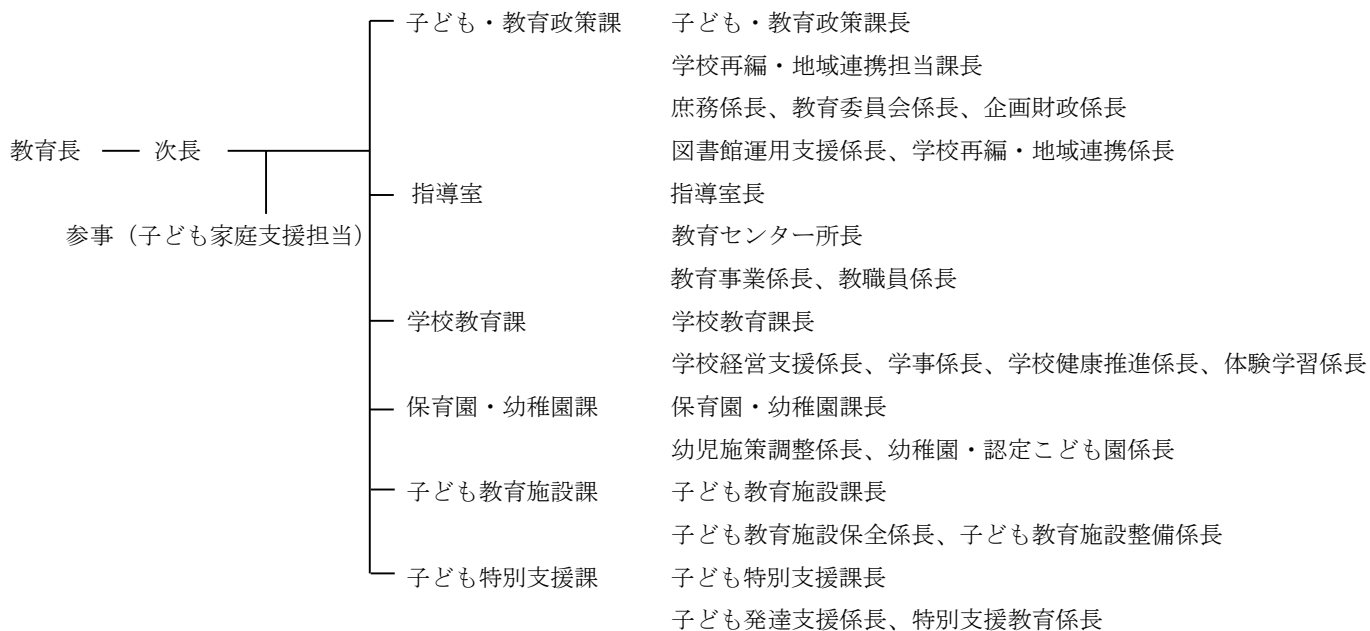 子ども・教育政策課 子ども・教育政策課長
学校再編・地域連携担当課長
庶務係長、教育委員会係長、企画財政係長
教育長 次長 図書館運用支援係長、学校再編・地域連携係長
指導室 指導室長
参事（子ども家庭支援担当） 教育センター所長
教育事業係長、教職員係長
学校教育課 学校教育課長
学校経営支援係長、学事係長、学校健康推進係長、体験学習係長
保育園・幼稚園課 保育園・幼稚園課長
幼児施策調整係長、幼稚園・認定こども園係長
子ども教育施設課 子ども教育施設課長
子ども教育施設保全係長、子ども教育施設整備係長
子ども特別支援課 子ども特別支援課長
子ども発達支援係長、特別支援教育係長